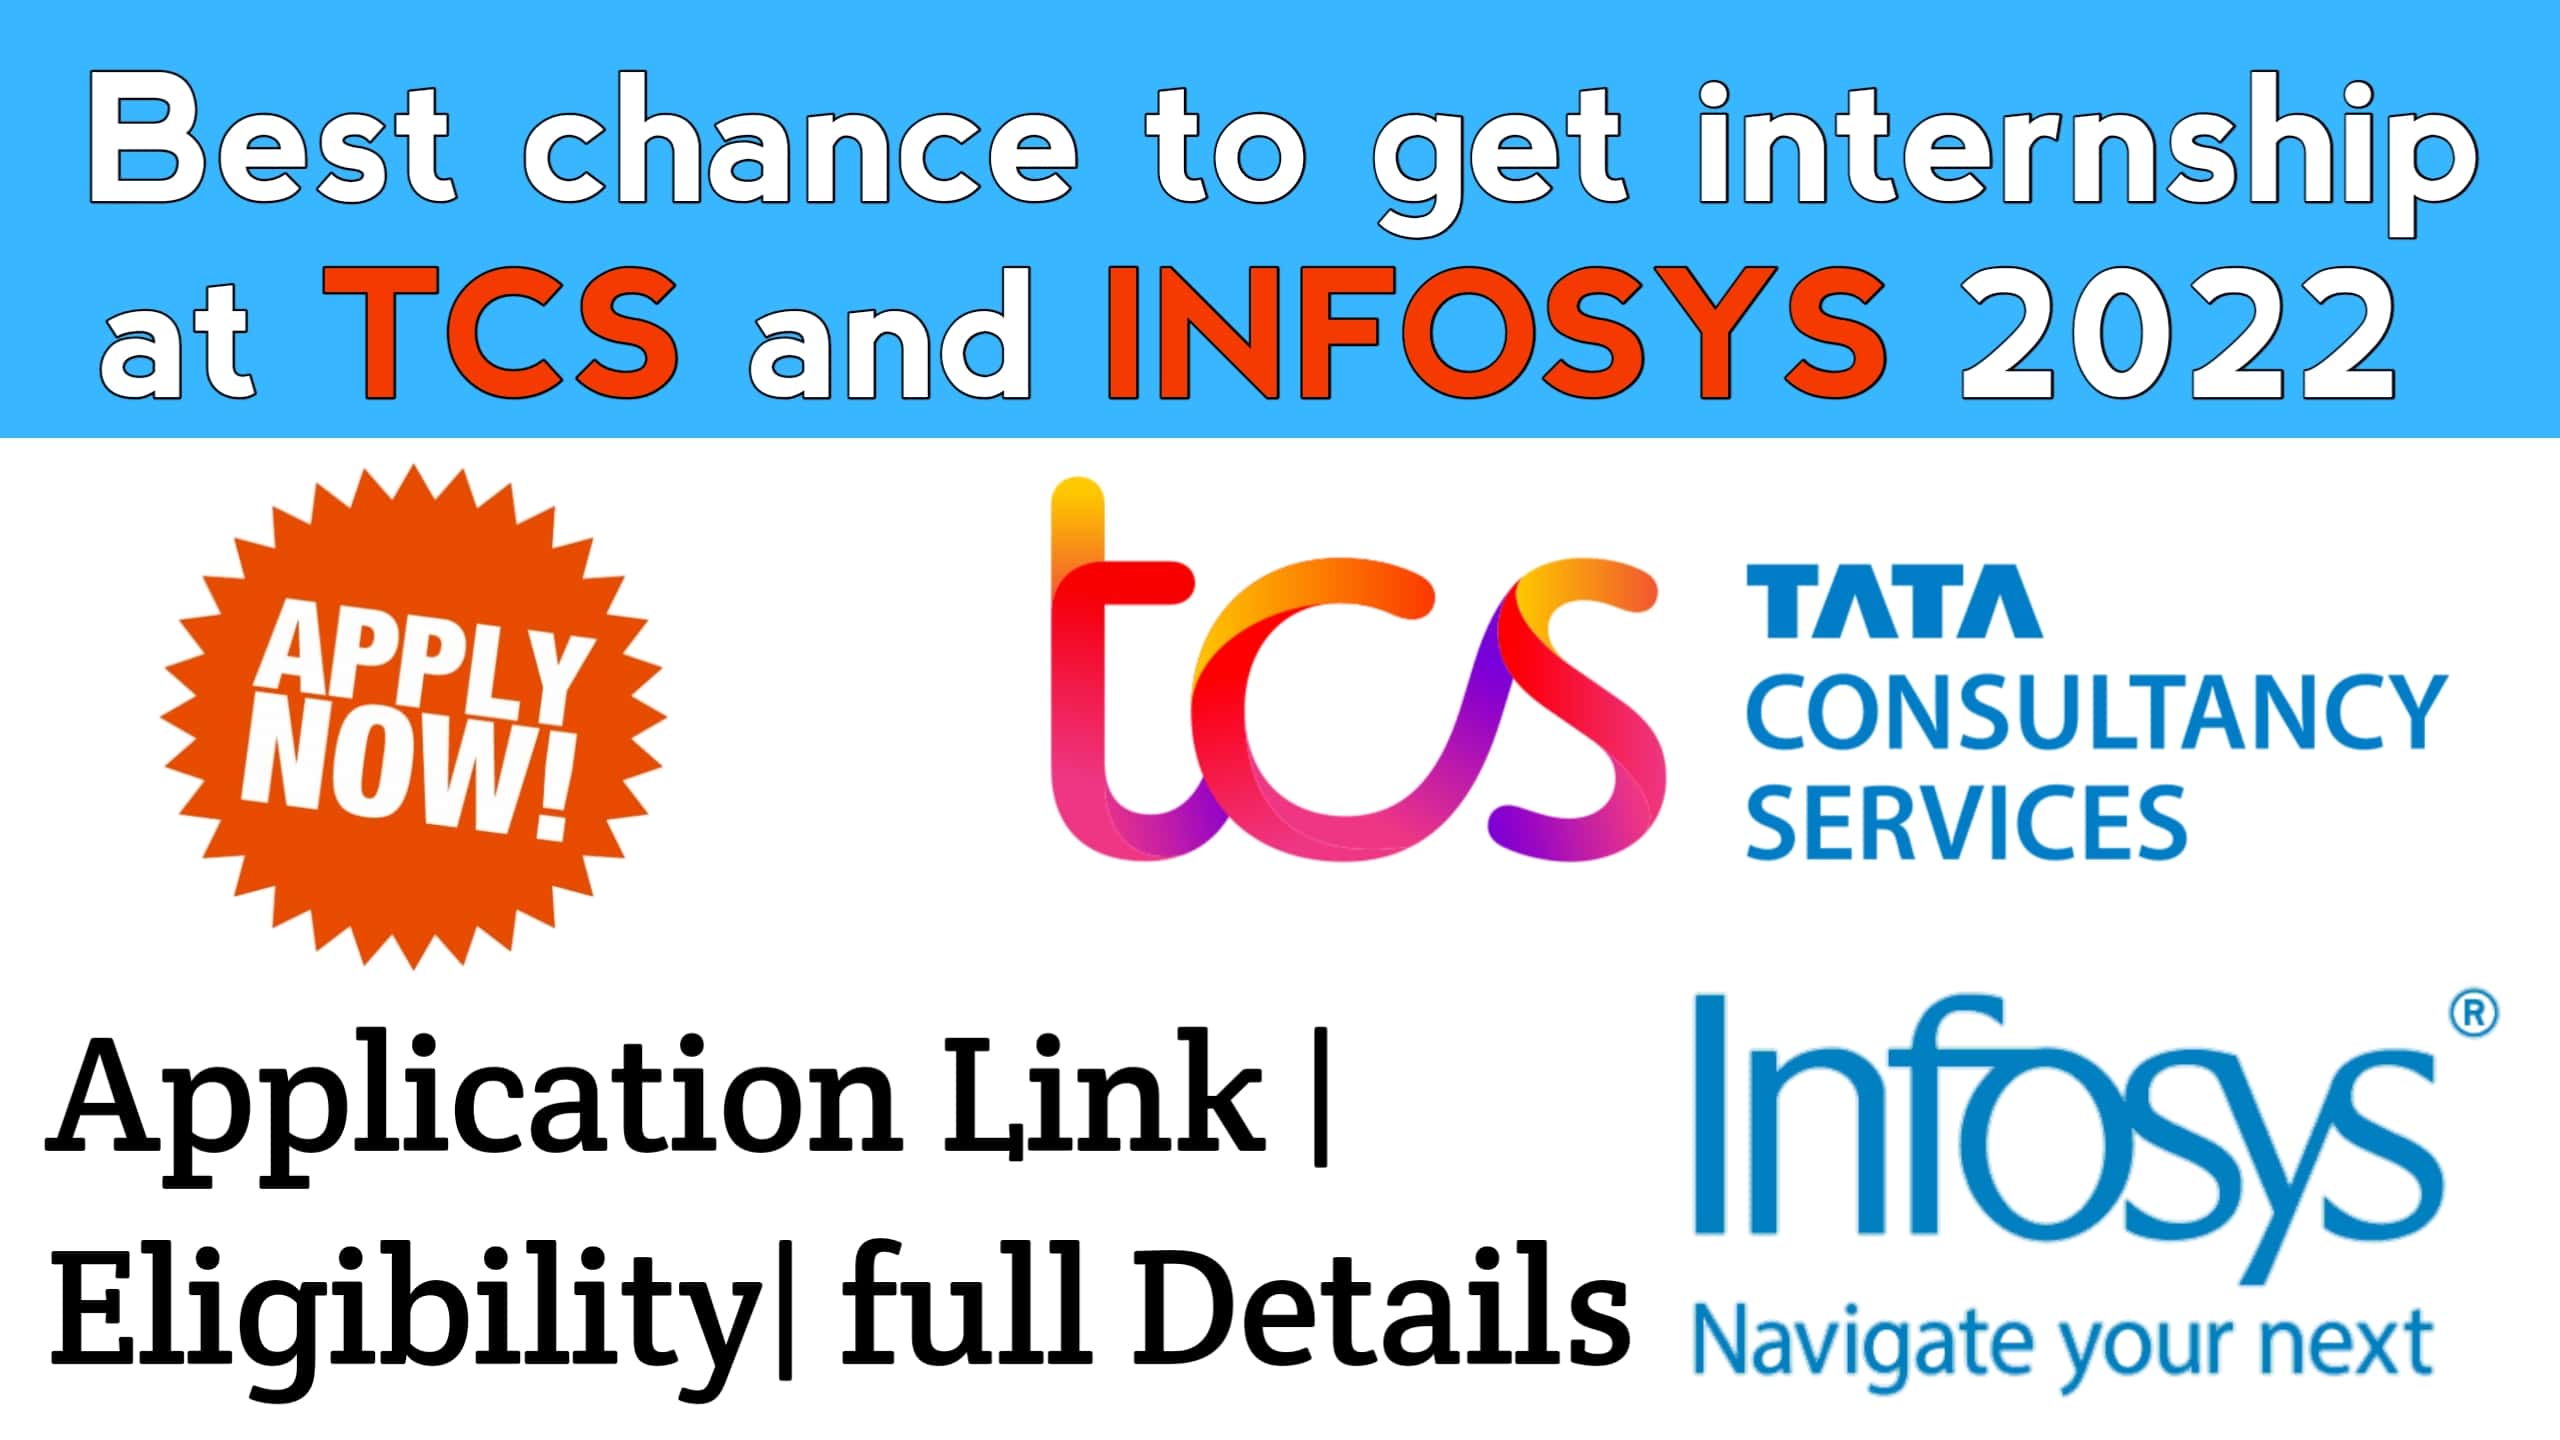 Best chance to get internship
at TCS and INFOSYS 2022
APPLY
NOW!
tcs
TATA
CONSULTANCY
SERVICES
Application Link |
Eligibility| full Details
Infosys®
Navigate your next